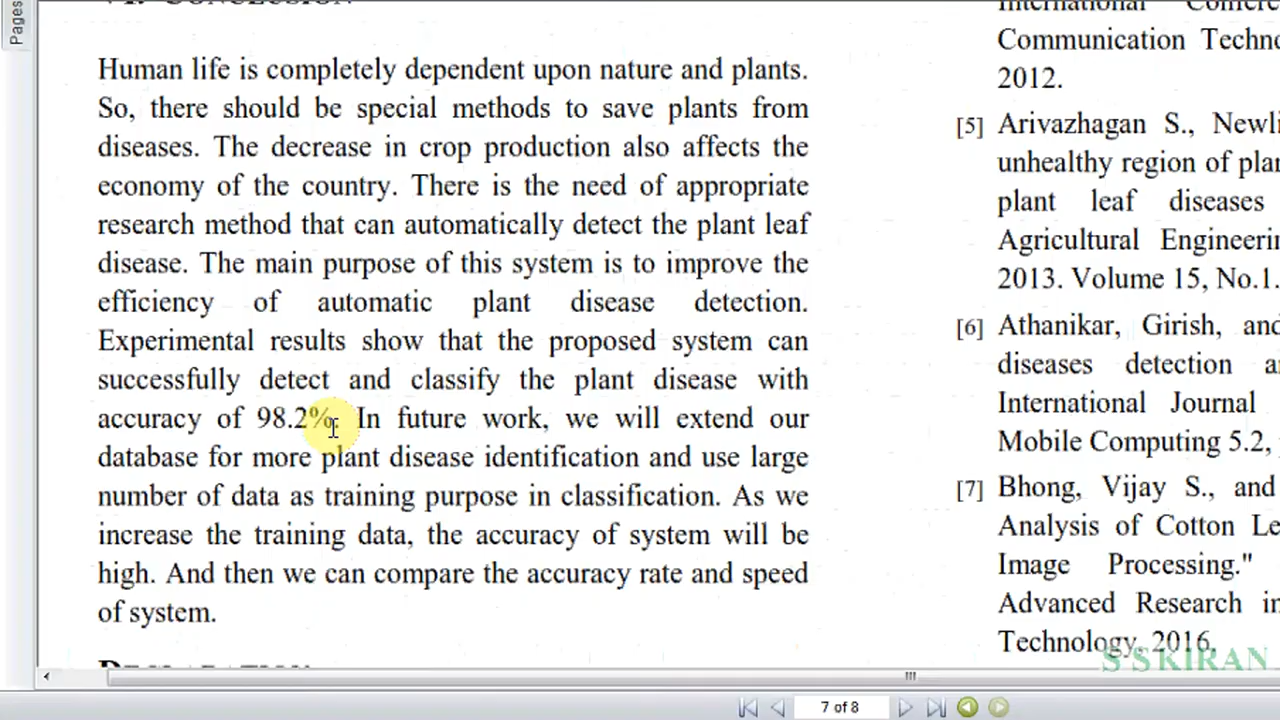 Pages
VI. CONCLUSION
Human life is completely dependent upon nature and plants.
So, there should be special methods to save plants from
diseases. The decrease in crop production also affects the
economy of the country. There is the need of appropriate
research method that can automatically detect the plant leaf
disease. The main purpose of this system is to improve the
efficiency of automatic plant disease detection.
Experimental results show that the proposed system can
successfully detect and classify the plant disease with
accuracy of 98.2%. In future work, we will extend our
database for more plant disease identification and use large
number of data as training purpose in classification. As we
increase the training data, the accuracy of system will be
high. And then we can compare the accuracy rate and speed
of system.
International
Communication
2012.
[5] Arivazhagan S.,
unhealthy region of
plant leaf diseases
Agricultural
2013. Volume 15, No.1.
[6] Athanikar, Girish,
diseases detection
International Journal
Mobile Computing 5.2,
[7] Bhong, Vijay S., and
Analysis of Cotton
Image Processing."
Advanced Research in
Technology, 2016.
S S KIRAN
7 of 8